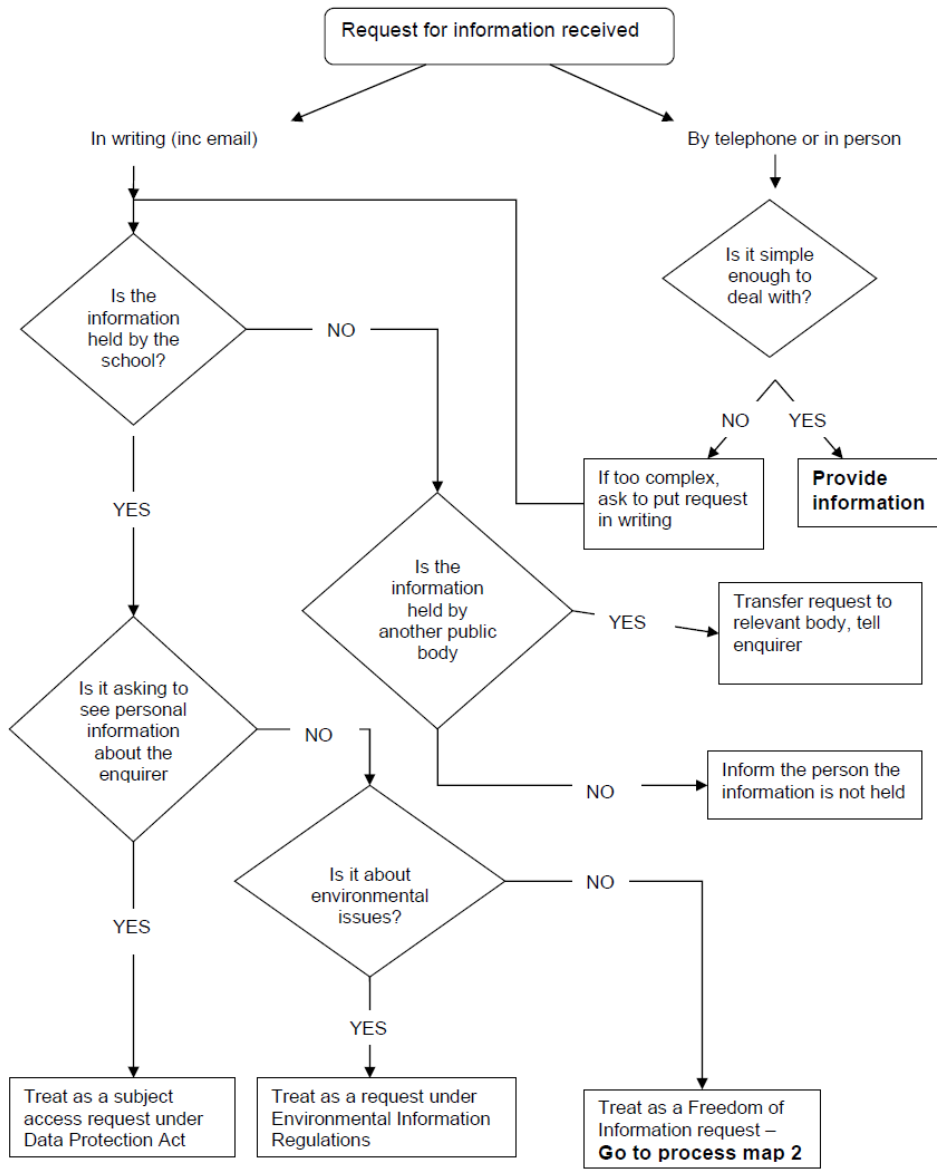 Request for information received
In writing (inc email)
By telephone or in person
Is it simple
enough to
deal with?
Is the
information
held by the
school?
NO
NO
YES
If too complex,
ask to put request
in writing
Provide
information
YES
Is the
information
held by
another public
body
YES
Transfer request to
relevant body, tell
enquirer
Is it asking to
see personal
information
about the
enquirer
NO
NO
Inform the person the
information is not held
Is it about
environmental
issues?
NO
YES
YES
Treat as a subject
access request under
Data Protection Act
Treat as a request under
Environmental Information
Regulations
Treat as a Freedom of
Information request –
Go to process map 2